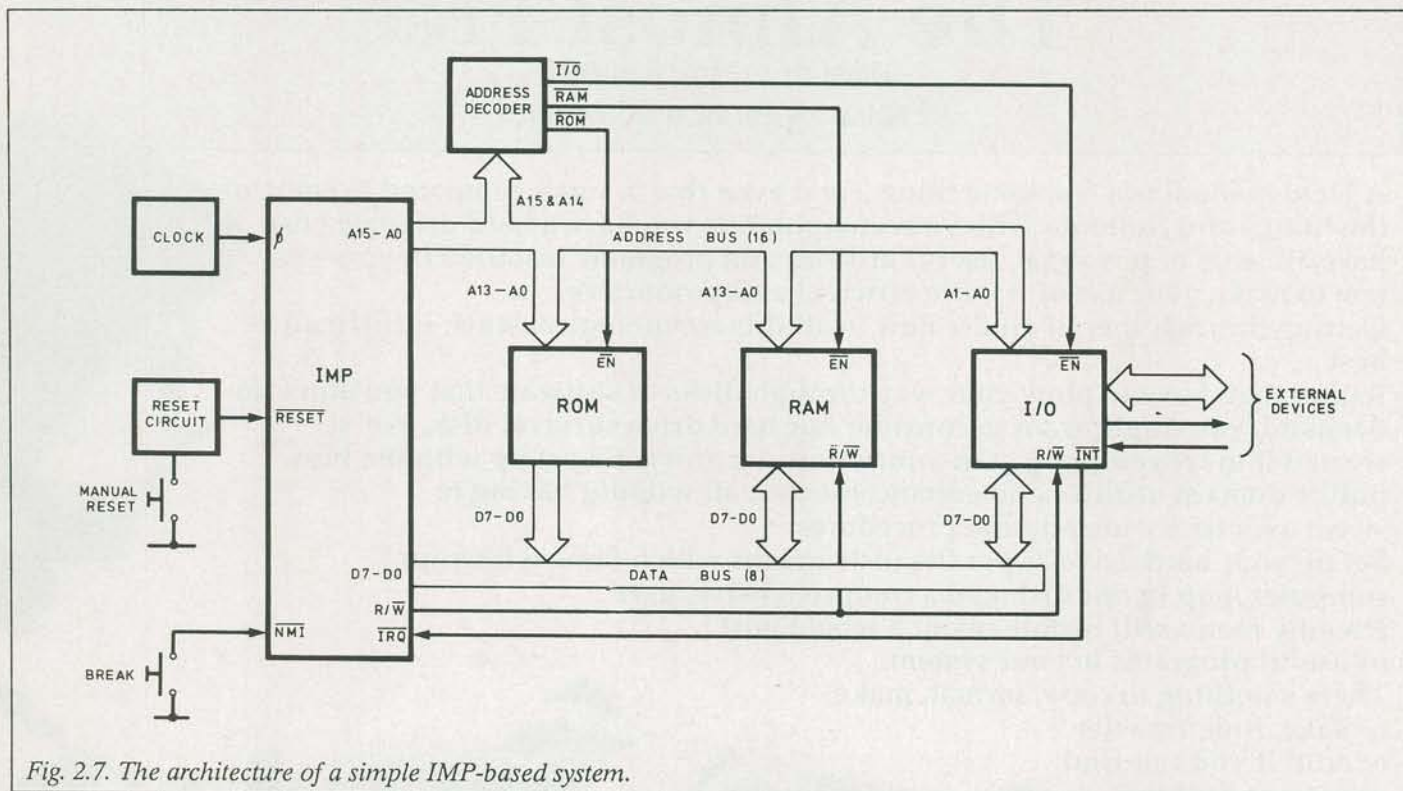 I/O
ADDRESS
DECODER
RAM
ROM
A15 & A14
CLOCK
ϕ
A15-A0
ADDRESS BUS (16)
A13-A0
A13-A0
A1-A0
IMP
EN
ROM
EN
RAM
R/W
EN
I/O
R/W INT
EXTERNAL
DEVICES
RESET
CIRCUIT
RESET
MANUAL
RESET
D7-D0
D7-D0
D7-D0
D7-D0
DATA BUS (8)
R/W
IRQ
NMI
BREAK
Fig. 2.7. The architecture of a simple IMP-based system.